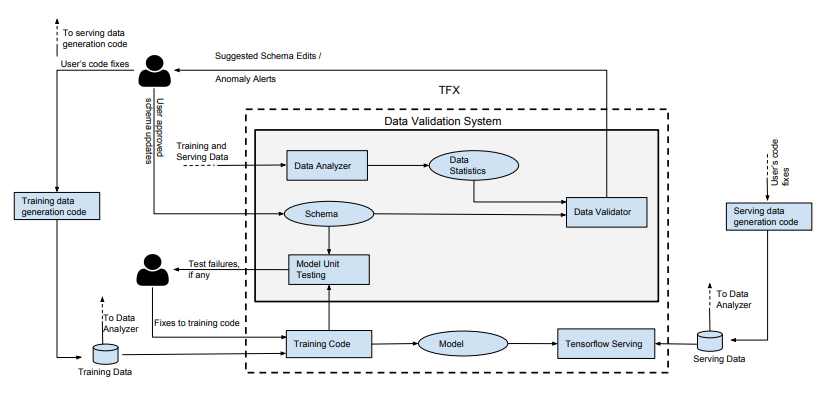 To serving data
generation code
User's code fixes
Suggested Schema Edits /
Anomaly Alerts
TFX
Data Validation System
User approved
schema updates
Training and
Serving Data
Data Analyzer
Data
Statistics
User's code
fixes
Training data
generation code
Schema
Data Validator
Serving data
generation code
Test failures,
if any
Model Unit
Testing
To Data
Analyzer
To Data
Analyzer
Fixes to training code
Training Code
Model
Tensorflow Serving
Training Data
Serving Data